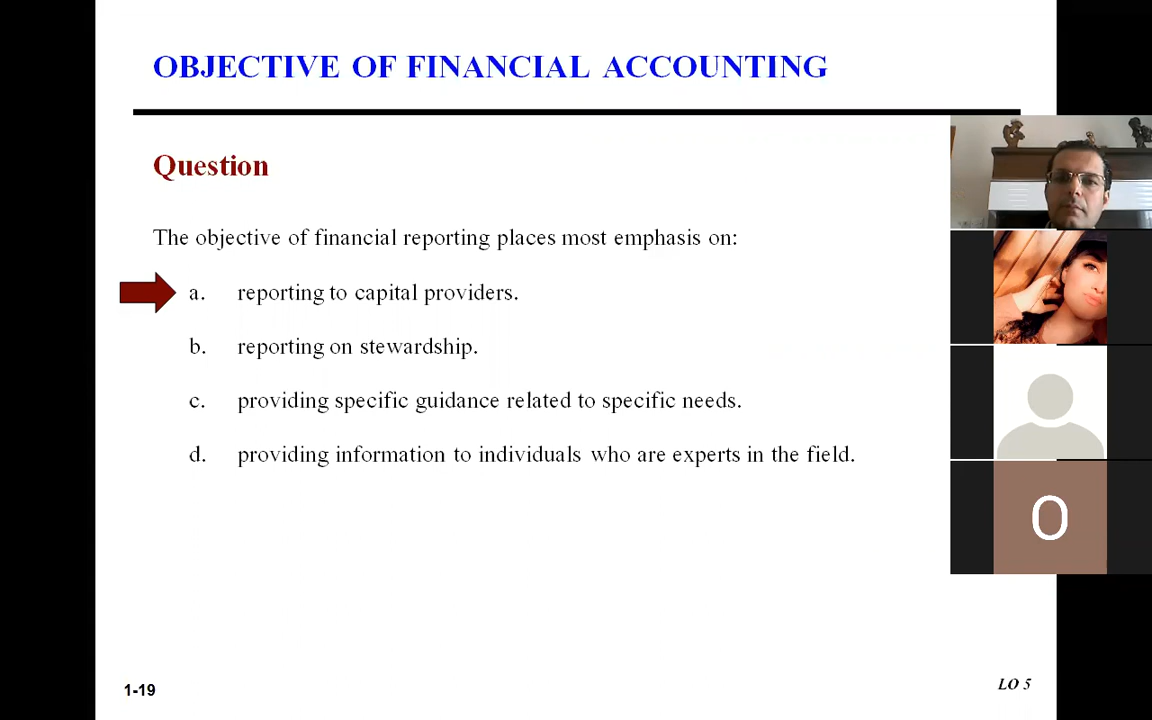 OBJECTIVE OF FINANCIAL ACCOUNTING
Question
The objective of financial reporting places most emphasis on:
a. reporting to capital providers.
b. reporting on stewardship.
c. providing specific guidance related to specific needs.
d. providing information to individuals who are experts in the field.
O
1-19
LO 5